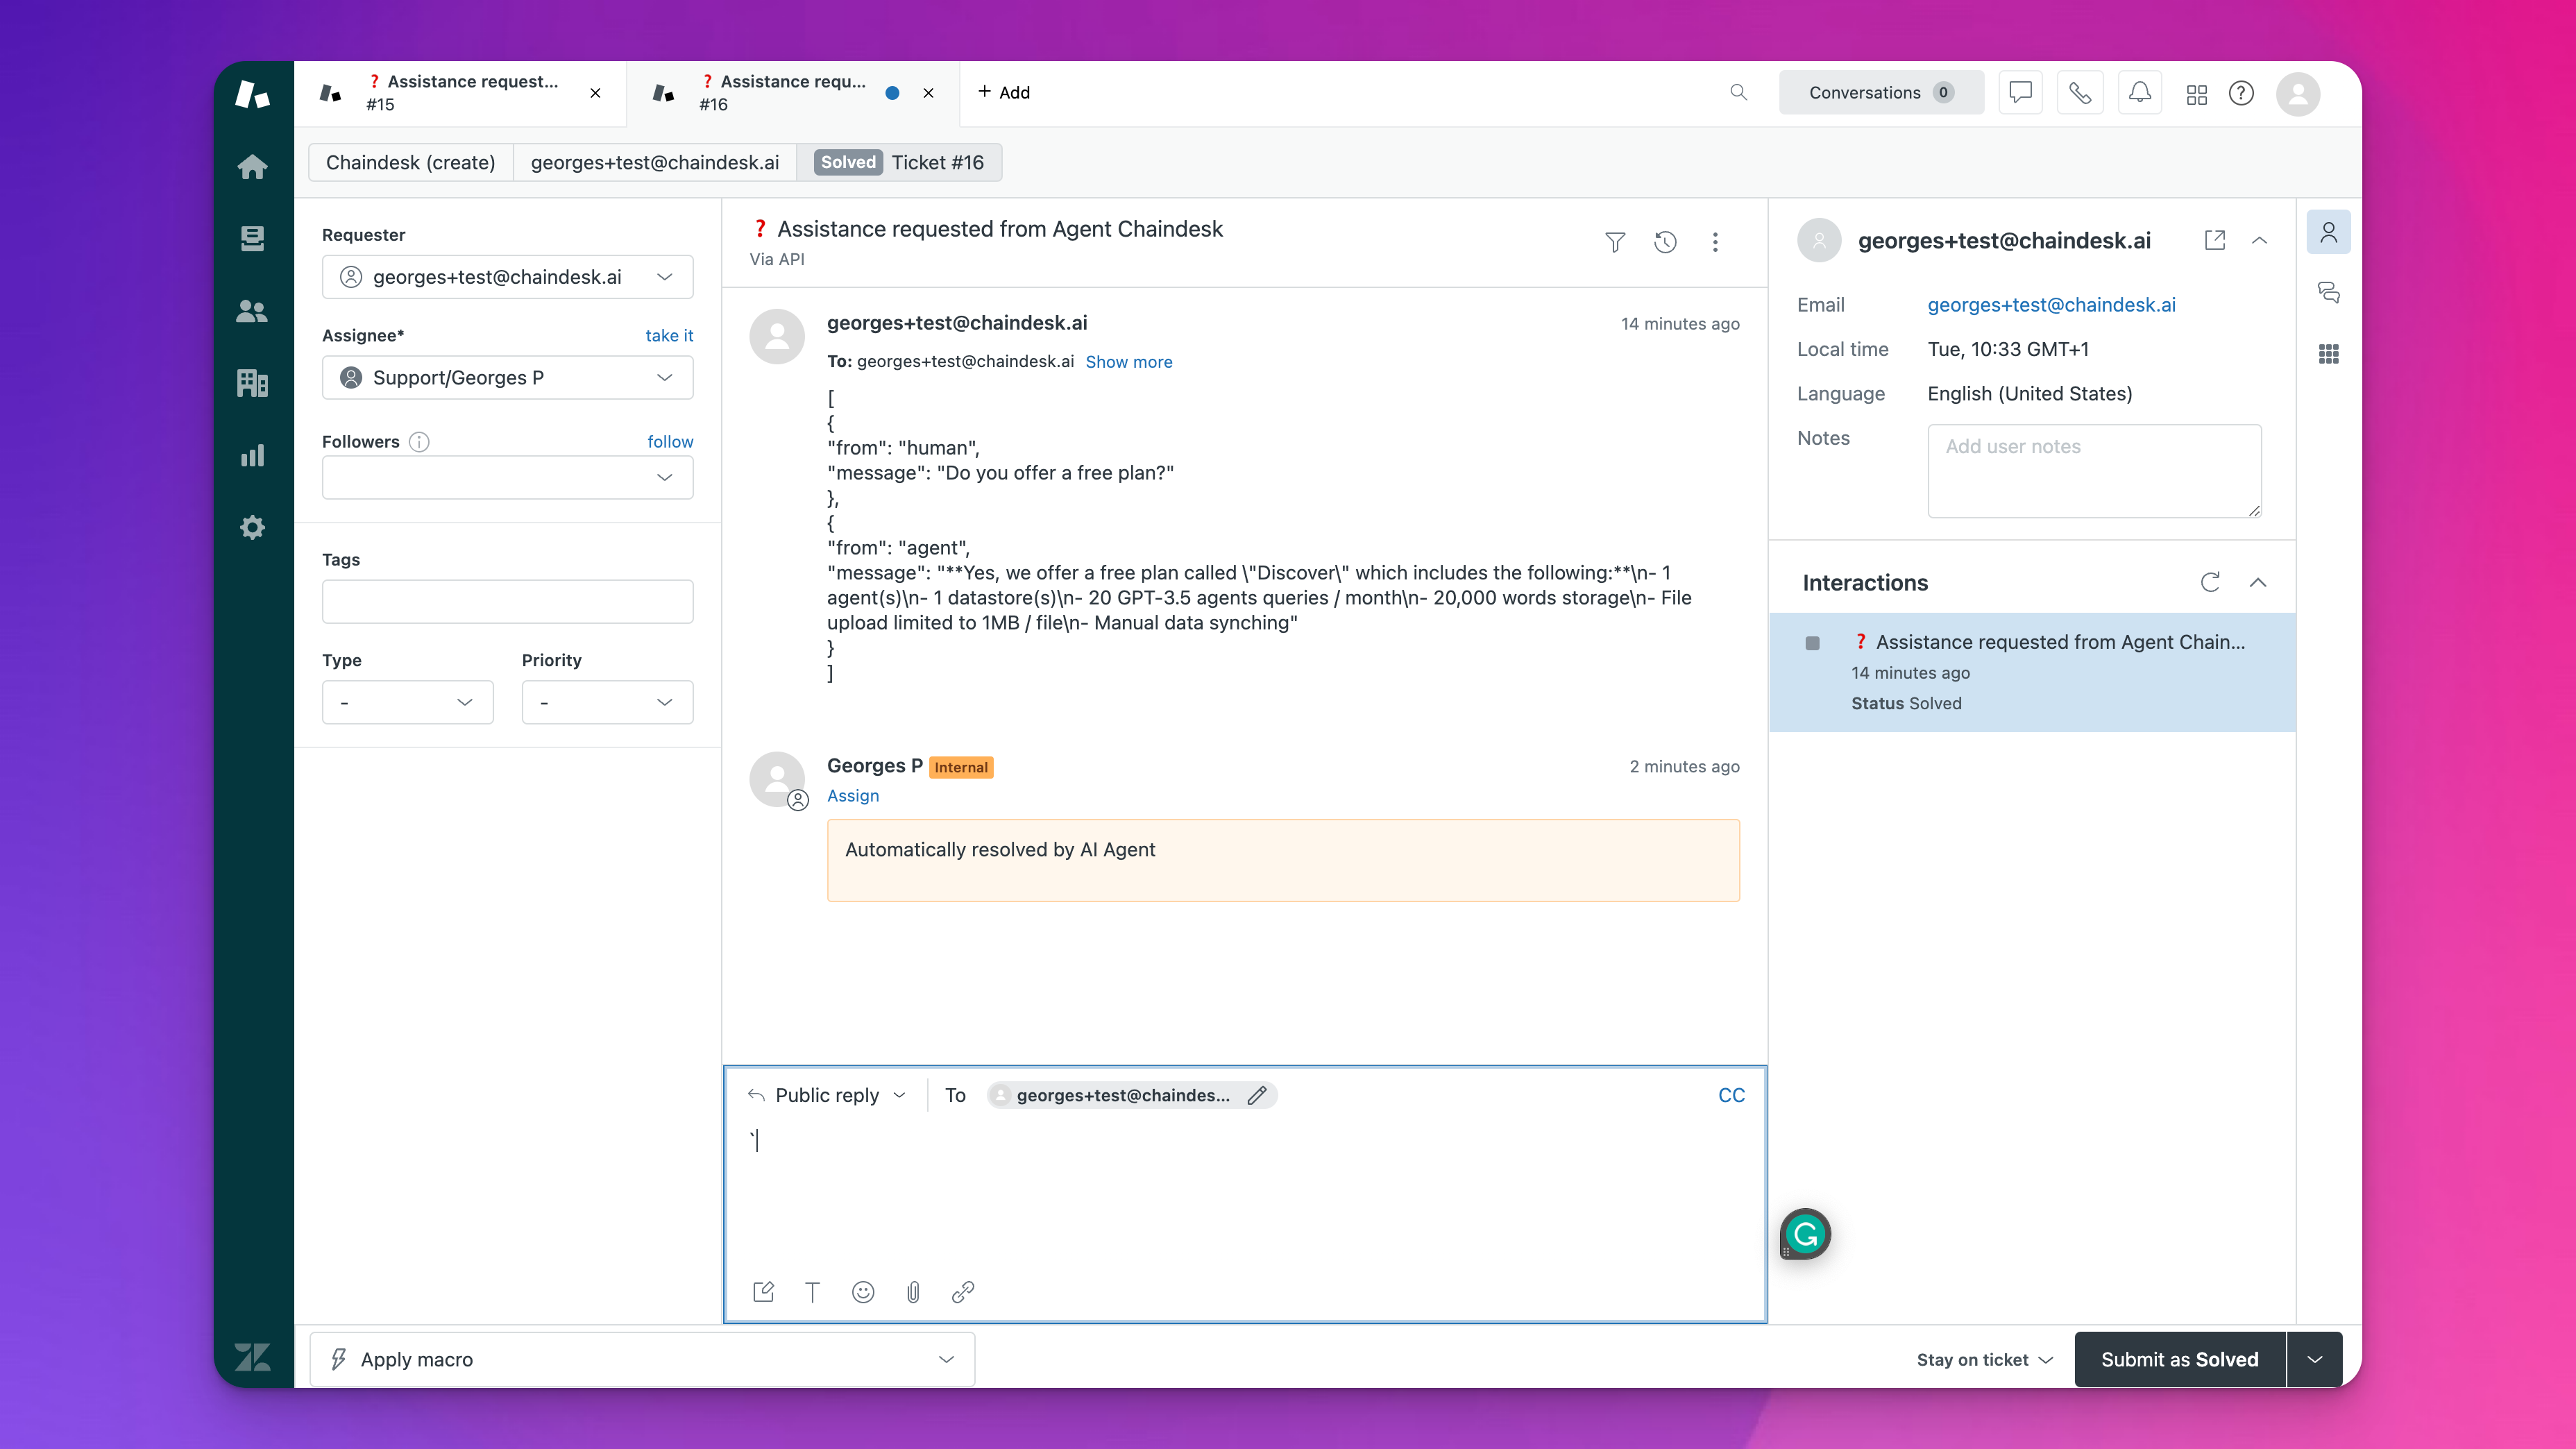 ❓ Assistance request...
#15
❓ Assistance requ...
#16
+ Add
Conversations 0
Chaindesk (create)
georges+test@chaindesk.ai
Solved Ticket #16
Requester
georges+test@chaindesk.ai
Assignee*
take it
Support/Georges P
Followers
follow
Tags
Type
Priority
-
-
❓ Assistance requested from Agent Chaindesk
Via API
georges+test@chaindesk.ai
14 minutes ago
To: georges+test@chaindesk.ai Show more
[
{
"from": "human",
"message": "Do you offer a free plan?"
},
{
"from": "agent",
"message": "**Yes, we offer a free plan called \"Discover\" which includes the following:**\n- 1
agent(s)\n- 1 datastore(s)\n- 20 GPT-3.5 agents queries / month\n- 20,000 words storage\n- File
upload limited to 1MB / file\n- Manual data synching"
}
]
Georges P Internal
2 minutes ago
Assign
Automatically resolved by AI Agent
Public reply
To
georges+test@chaindes...
CC
`
Apply macro
georges+test@chaindesk.ai
Email georges+test@chaindesk.ai
Local time Tue, 10:33 GMT+1
Language English (United States)
Notes
Add user notes
Interactions
❓ Assistance requested from Agent Chain...
14 minutes ago
Status Solved
Stay on ticket
Submit as Solved